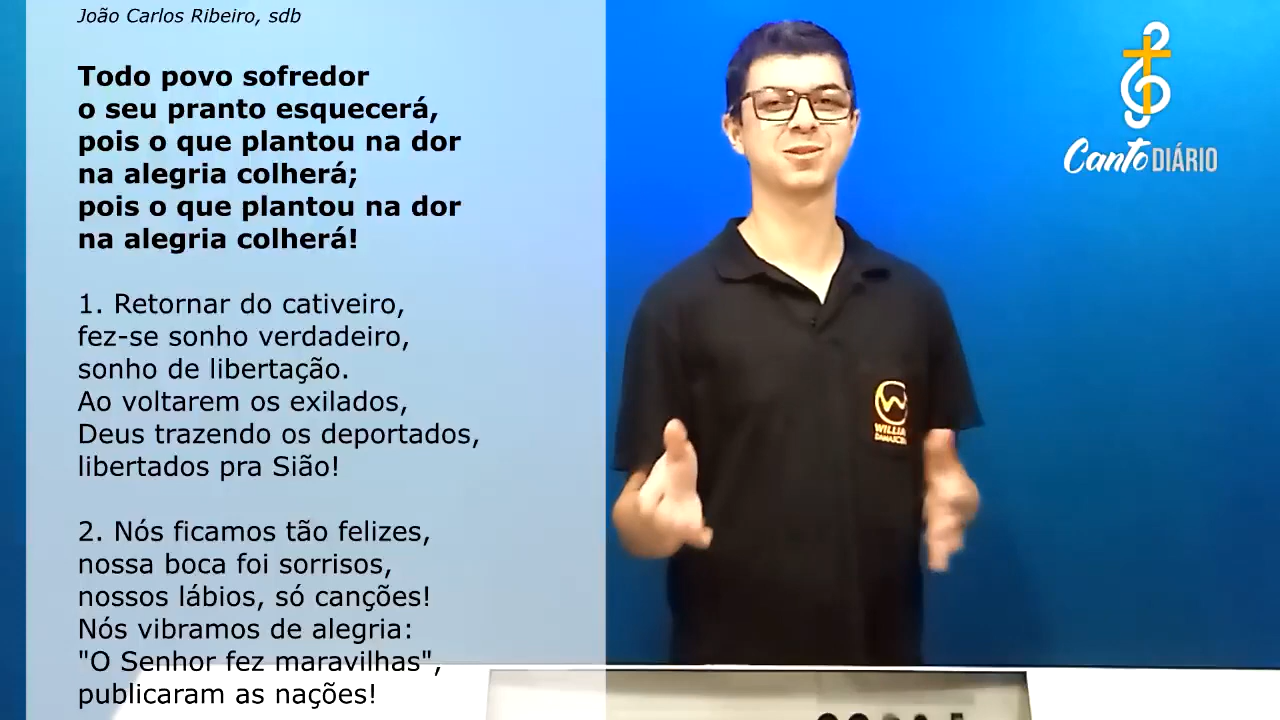 João Carlos Ribeiro, sdb
Todo povo sofredor
o seu pranto esquecerá,
pois o que plantou na dor
na alegria colherá;
pois o que plantou na dor
na alegria colherá!
1. Retornar do cativeiro,
fez-se sonho verdadeiro,
sonho de libertação.
Ao voltarem os exilados,
Deus trazendo os deportados,
libertados pra Sião!
2. Nós ficamos tão felizes,
nossa boca foi sorrisos,
nossos lábios, só canções!
Nós vibramos de alegria:
"O Senhor fez maravilhas",
publicaram as nações!
Canto DIÁRIO